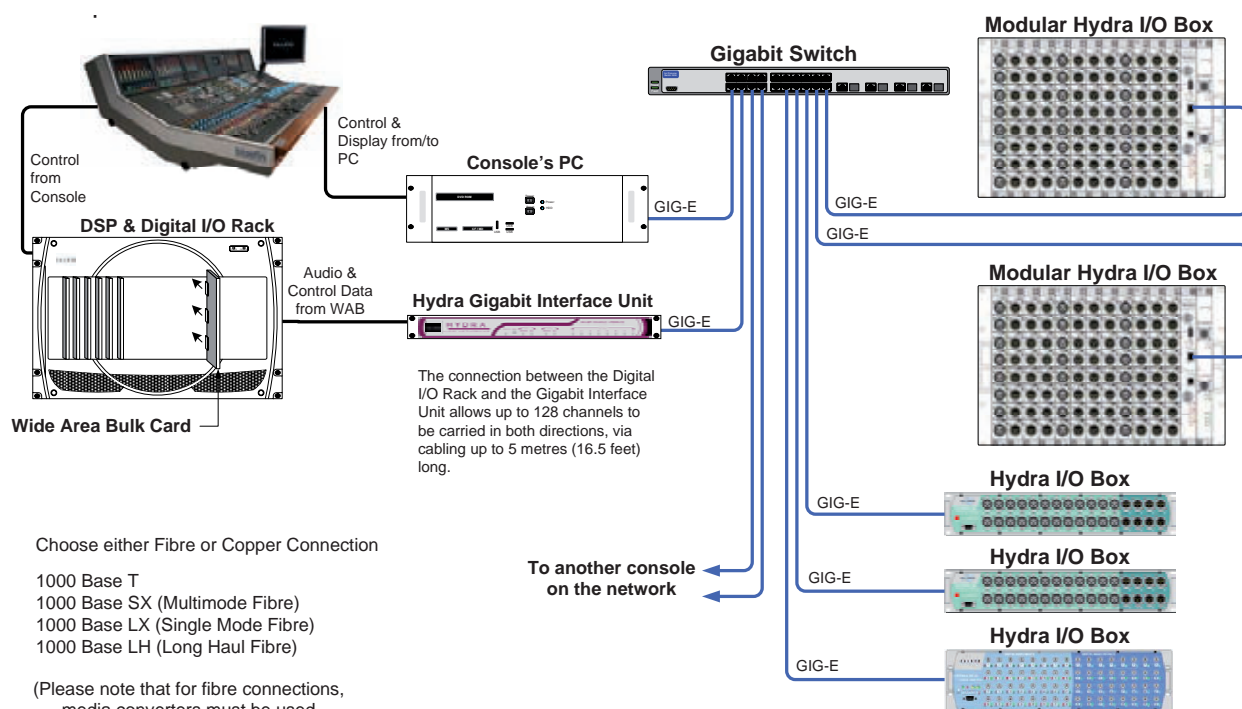 Modular Hydra I/O Box
Gigabit Switch
Control &
Display from/to
PC
Console's PC
Control
from
Console
GIG-E
GIG-E
GIG-E
DSP & Digital I/O Rack
Audio &
Control Data
from WAB
Hydra Gigabit Interface Unit
HYDRA
GIG-E
Modular Hydra I/O Box
The connection between the Digital
I/O Rack and the Gigabit Interface
Unit allows up to 128 channels to
be carried in both directions, via
cabling up to 5 metres (16.5 feet)
long.
Wide Area Bulk Card
Hydra I/O Box
GIG-E
Choose either Fibre or Copper Connection
1000 Base T
1000 Base SX (Multimode Fibre)
1000 Base LX (Single Mode Fibre)
1000 Base LH (Long Haul Fibre)
To another console
on the network
Hydra I/O Box
GIG-E
Hydra I/O Box
GIG-E
(Please note that for fibre connections,
media converters must be used